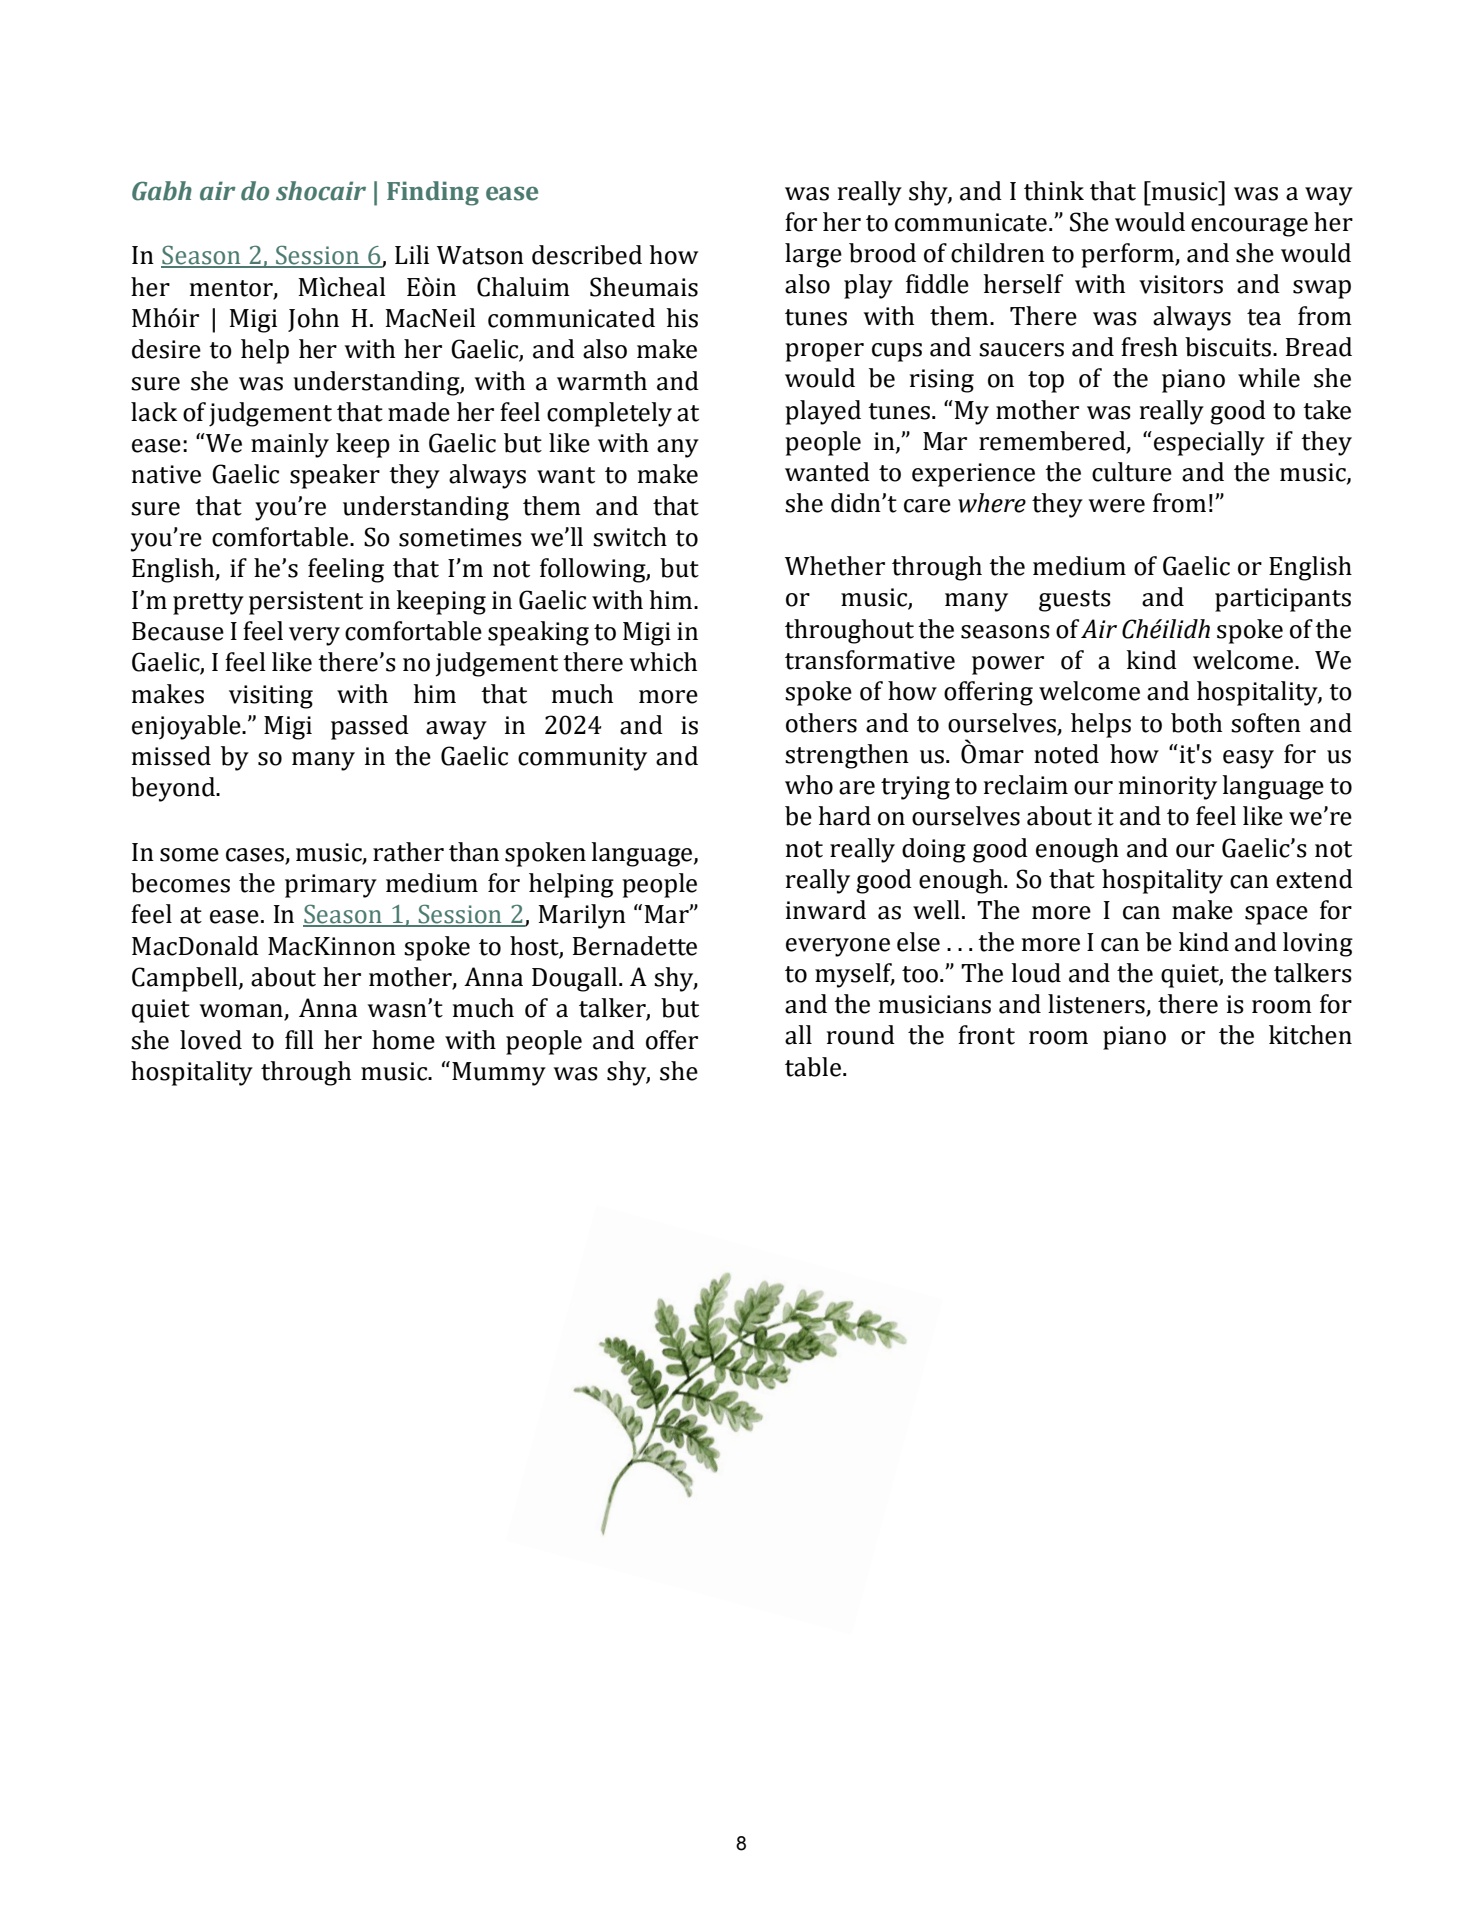 Gabh air do shocair | Finding ease
In Season 2, Session 6, Lili Watson described how
her mentor, Mìcheal Eòin Chaluim Sheumais
Mhóir | Migi John H. MacNeil communicated his
desire to help her with her Gaelic, and also make
sure she was understanding, with a warmth and
lack of judgement that made her feel completely at
ease: “We mainly keep in Gaelic but like with any
native Gaelic speaker they always want to make
sure that you’re understanding them and that
you’re comfortable. So sometimes we’ll switch to
English, if he’s feeling that I’m not following, but
I’m pretty persistent in keeping in Gaelic with him.
Because I feel very comfortable speaking to Migi in
Gaelic, I feel like there’s no judgement there which
makes visiting with him that much more
enjoyable.” Migi passed away in 2024 and is
missed by so many in the Gaelic community and
beyond.
In some cases, music, rather than spoken language,
becomes the primary medium for helping people
feel at ease. In Season 1, Session 2, Marilyn “Mar”
MacDonald MacKinnon spoke to host, Bernadette
Campbell, about her mother, Anna Dougall. A shy,
quiet woman, Anna wasn’t much of a talker, but
she loved to fill her home with people and offer
hospitality through music. “Mummy was shy, she
was really shy, and I think that [music] was a way
for her to communicate.” She would encourage her
large brood of children to perform, and she would
also play fiddle herself with visitors and swap
tunes with them. There was always tea from
proper cups and saucers and fresh biscuits. Bread
would be rising on top of the piano while she
played tunes. “My mother was really good to take
people in,” Mar remembered, “especially if they
wanted to experience the culture and the music,
she didn’t care where they were from!”
Whether through the medium of Gaelic or English
or music, many guests and participants
throughout the seasons of Air Chéilidh spoke of the
transformative power of a kind welcome. We
spoke of how offering welcome and hospitality, to
others and to ourselves, helps to both soften and
strengthen us. Òmar noted how “it's easy for us
who are trying to reclaim our minority language to
be hard on ourselves about it and to feel like we’re
not really doing good enough and our Gaelic’s not
really good enough. So that hospitality can extend
inward as well. The more I can make space for
everyone else . . . the more I can be kind and loving
to myself, too.” The loud and the quiet, the talkers
and the musicians and listeners, there is room for
all round the front room piano or the kitchen
table.
8